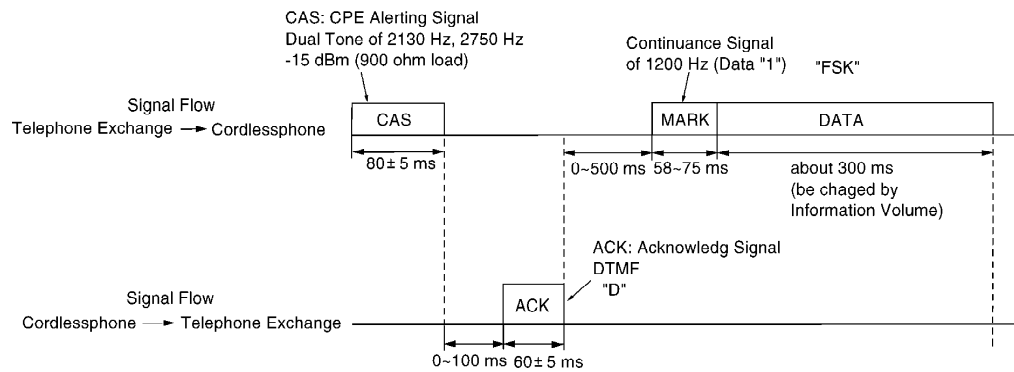 CAS: CPE Alerting Signal
Dual Tone of 2130 Hz, 2750 Hz
-15 dBm (900 ohm load)
Continuance Signal
of 1200 Hz (Data "1") "FSK"
Signal Flow
Telephone Exchange → Cordlessphone
CAS
MARK
DATA
80± 5 ms
0~500 ms
58~75 ms
about 300 ms
(be chaged by
Information Volume)
ACK: Acknowledg Signal
DTMF
"D"
Signal Flow
Cordlessphone → Telephone Exchange
ACK
0~100 ms
60± 5 ms